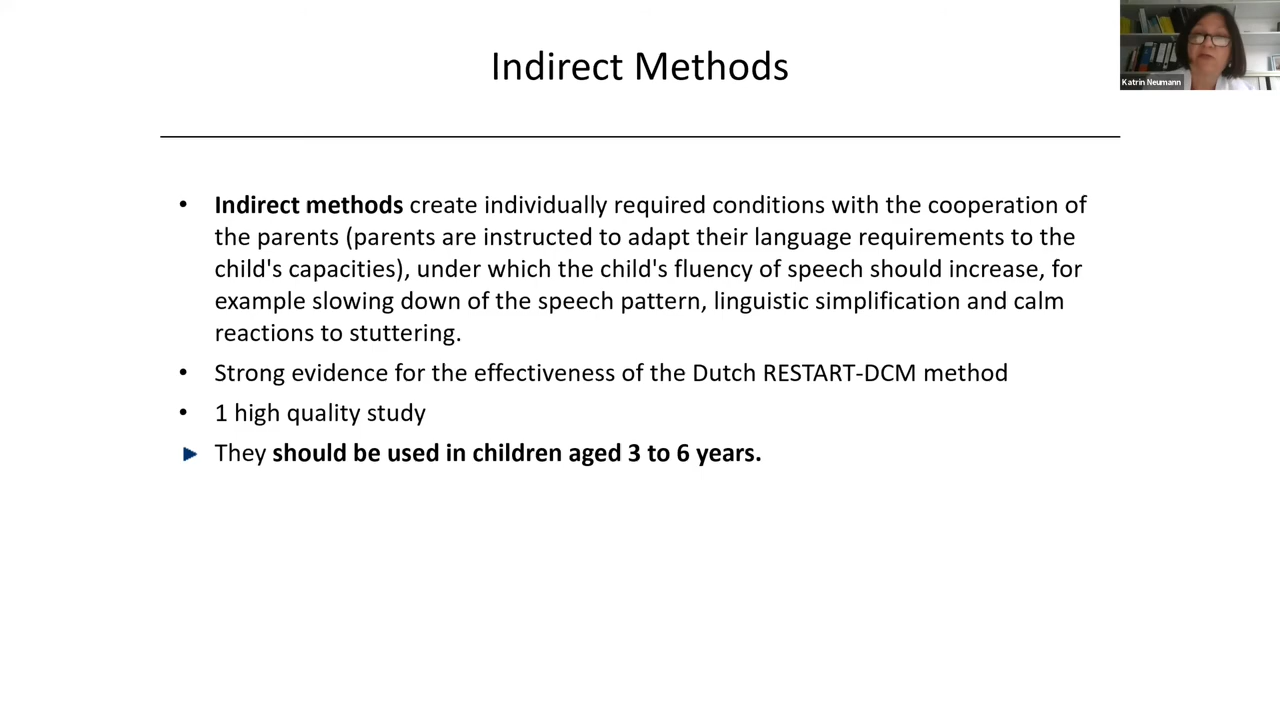 Indirect Methods
Katrin Neumann
• Indirect methods create individually required conditions with the cooperation of
the parents (parents are instructed to adapt their language requirements to the
child's capacities), under which the child's fluency of speech should increase, for
example slowing down of the speech pattern, linguistic simplification and calm
reactions to stuttering.
• Strong evidence for the effectiveness of the Dutch RESTART-DCM method
• 1 high quality study
They should be used in children aged 3 to 6 years.